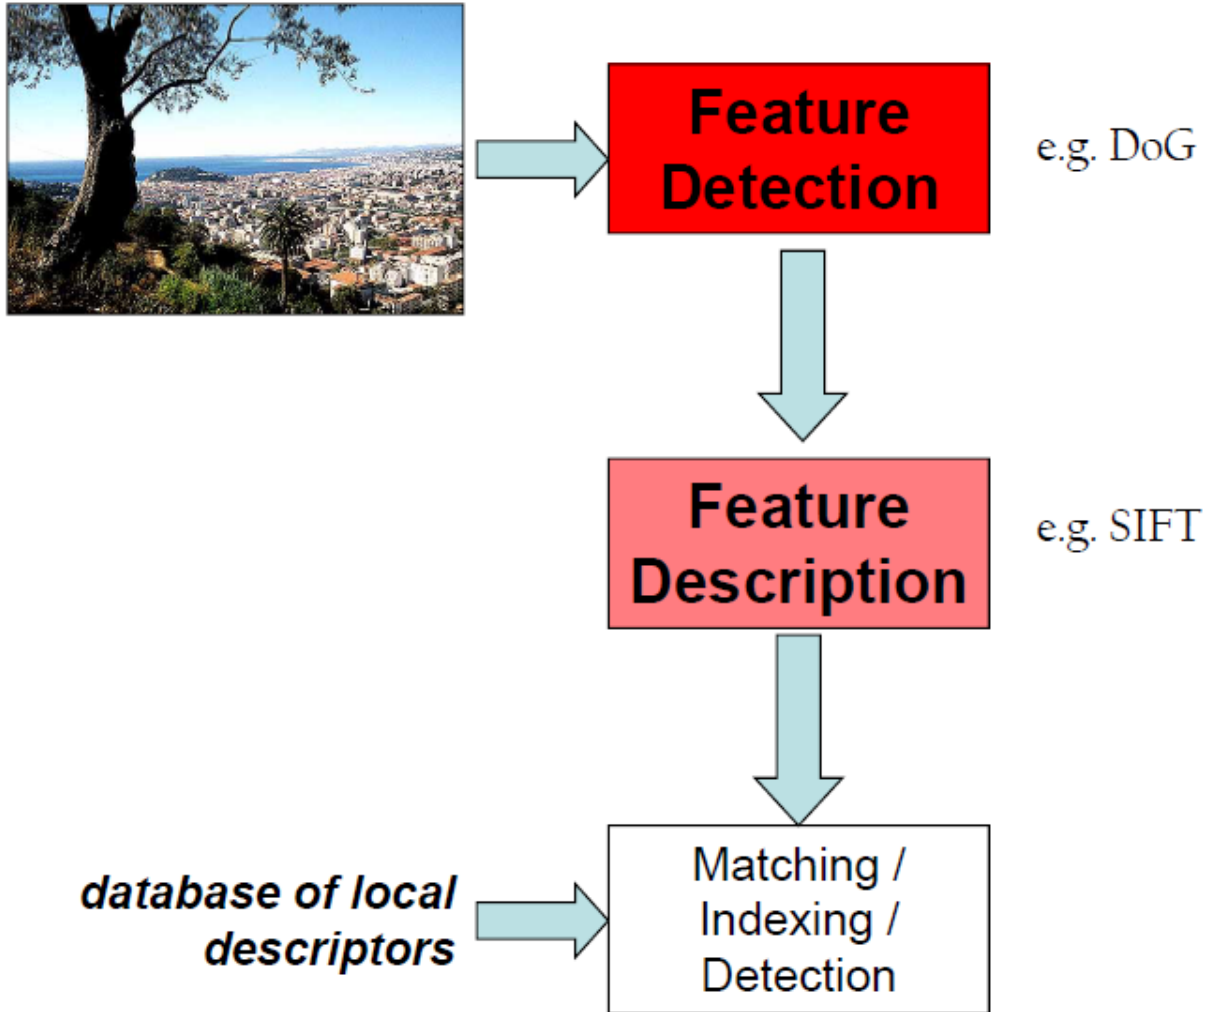 Feature
Detection
e.g. DoG
Feature
Description
e.g. SIFT
database of local
descriptors
Matching /
Indexing /
Detection